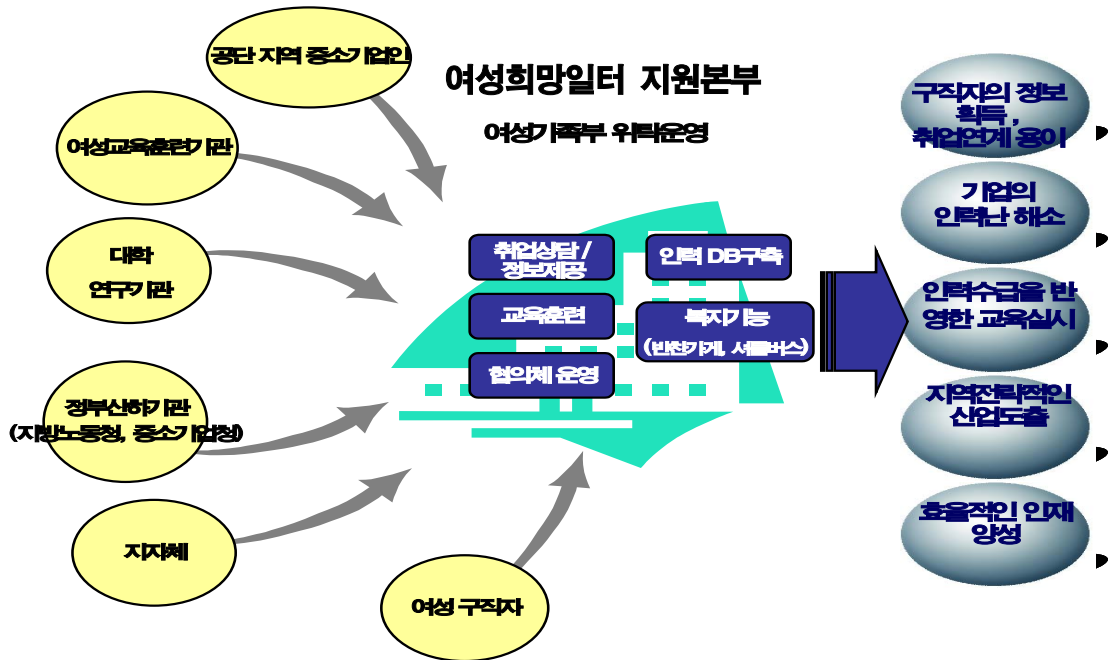 공단 지역 중소기업인
여성희망일터 지원본부
여성가족부 위탁운영
여성교육훈련기관
대학
연구기관
정부산하기관
(지방노동청, 중소기업청)
지자체
여성 구직자
취업상담 /
정보제공
교육훈련
협의체 운영
인력 DB구축
복지기능
(반찬가게, 셔틀버스)
구직자의 정보
획득 ,
취업연계 용이
기업의
인력난 해소
인력수급을 반
영한 교육실시
지역전략적인
산업도출
효율적인 인재
양성